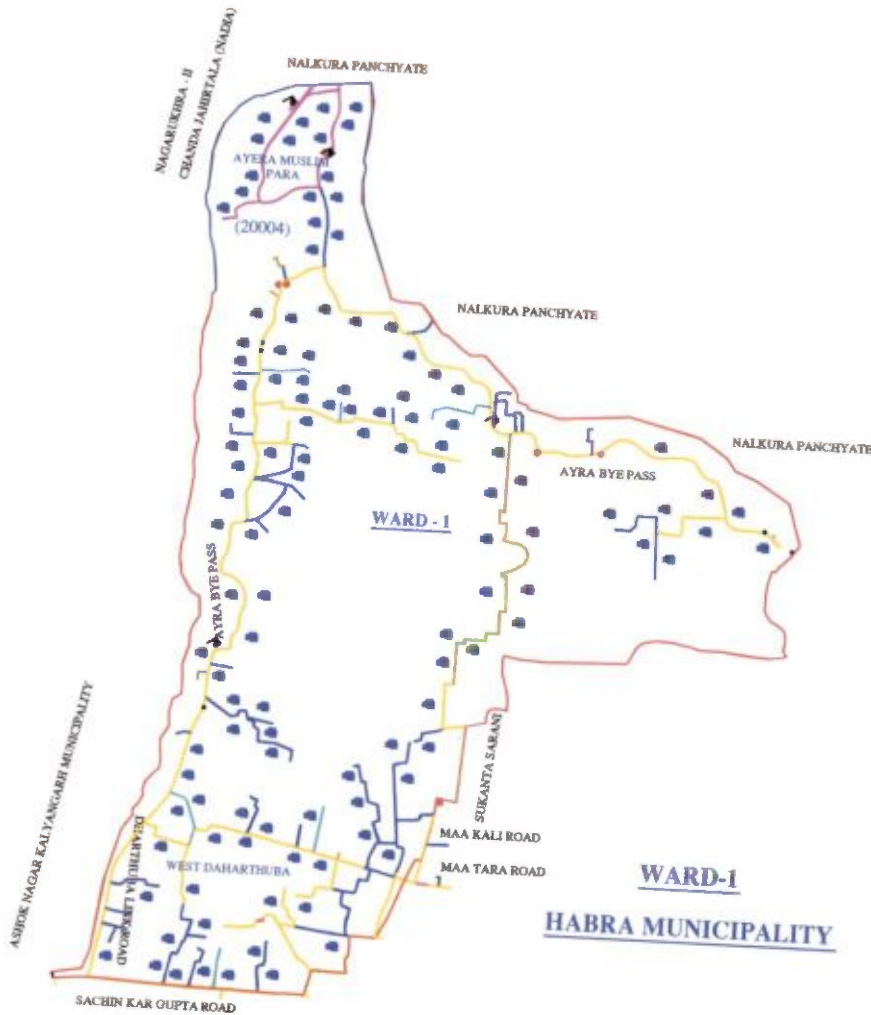 NALKURA PANCHYATE
NAGARUKHRA - II
CHANDA JAHIRTALA (NADIA)
AYERA MUSLIM
PARA
(20004)
NALKURA PANCHYATE
NALKURA PANCHYATE
AYRA BYE PASS
WARD - 1
AYRA BYE PASS
ASHOK NAGAR KALYANGARH MUNICIPALITY
SUKANTA SARANI
MAA KALI ROAD
MAA TARA ROAD
WEST DAHARTHUBA
WARD-1
HABRA MUNICIPALITY
SACHIN KAR GUPTA ROAD